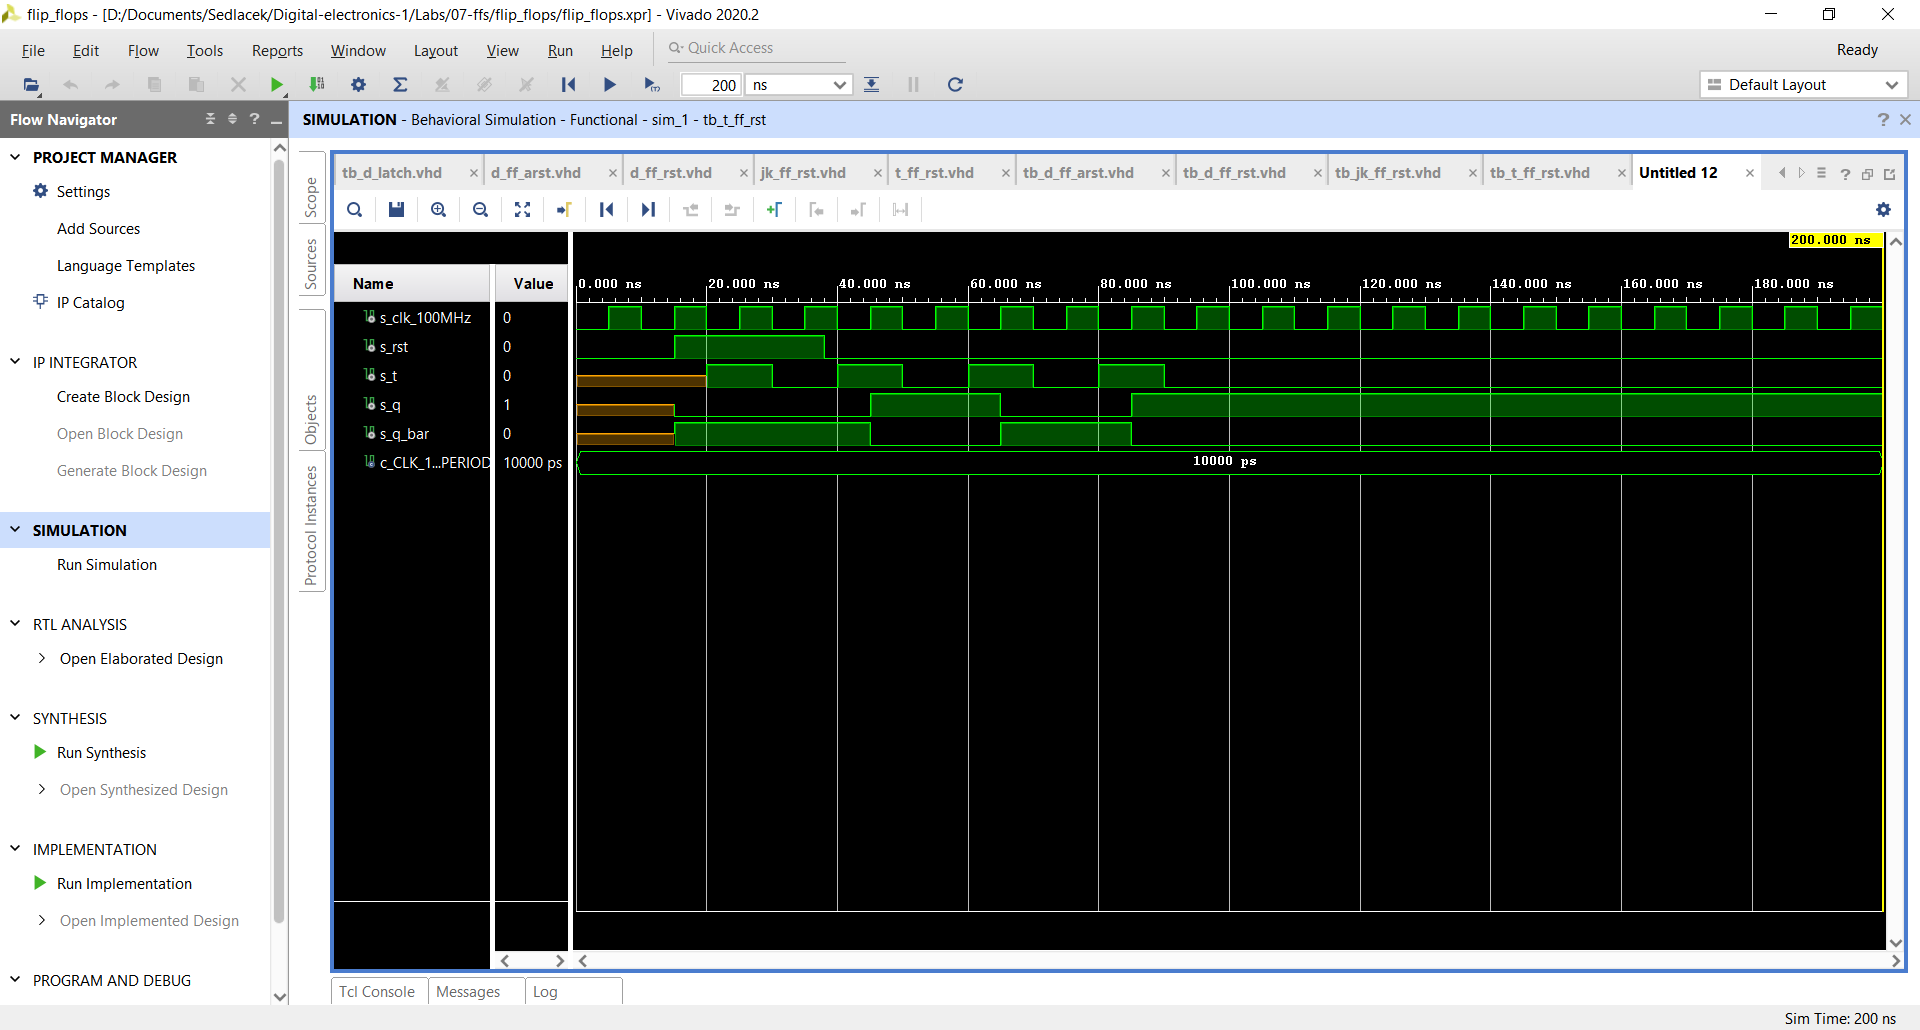 flip_flops - [D:/Documents/Sedlacek/Digital-electronics-1/Labs/07-ffs/flip_flops/flip_flops.xpr] - Vivado 2020.2
File Edit Flow Tools Reports Window Layout View Run Help Quick Access Ready
200 ns Default Layout
Flow Navigator
SIMULATION - Behavioral Simulation - Functional - sim_1 - tb_t_ff_rst
PROJECT MANAGER
Settings
Add Sources
Language Templates
IP Catalog
IP INTEGRATOR
Create Block Design
Open Block Design
Generate Block Design
SIMULATION
Run Simulation
RTL ANALYSIS
Open Elaborated Design
SYNTHESIS
Run Synthesis
Open Synthesized Design
IMPLEMENTATION
Run Implementation
Open Implemented Design
PROGRAM AND DEBUG
Scope
Sources
Objects
Protocol Instances
tb_d_latch.vhd d_ff_arst.vhd d_ff_rst.vhd jk_ff_rst.vhd t_ff_rst.vhd tb_d_ff_arst.vhd tb_d_ff_rst.vhd tb_jk_ff_rst.vhd tb_t_ff_rst.vhd Untitled 12
200.000 ns
Name Value 0.000 ns 20.000 ns 40.000 ns 60.000 ns 80.000 ns 100.000 ns 120.000 ns 140.000 ns 160.000 ns 180.000 ns
s_clk_100MHz 0
s_rst 0
s_t 0
s_q 1
s_q_bar 0
c_CLK_1...PERIOD 10000 ps 10000 ps
Tcl Console Messages Log
Sim Time: 200 ns